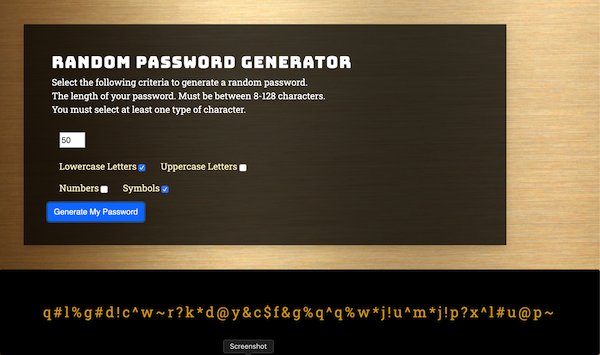 RANDOM PASSWORD GENERATOR
Select the following criteria to generate a random password.
The length of your password. Must be between 8-128 characters.
You must select at least one type of character.
50
Lowercase Letters Uppercase Letters
Numbers Symbols
Generate My Password
q#l%g#d!c^w~r?k*d@y&c$f&g%q^q%w*j!u^m*j!p?x^l#u@p~
Screenshot